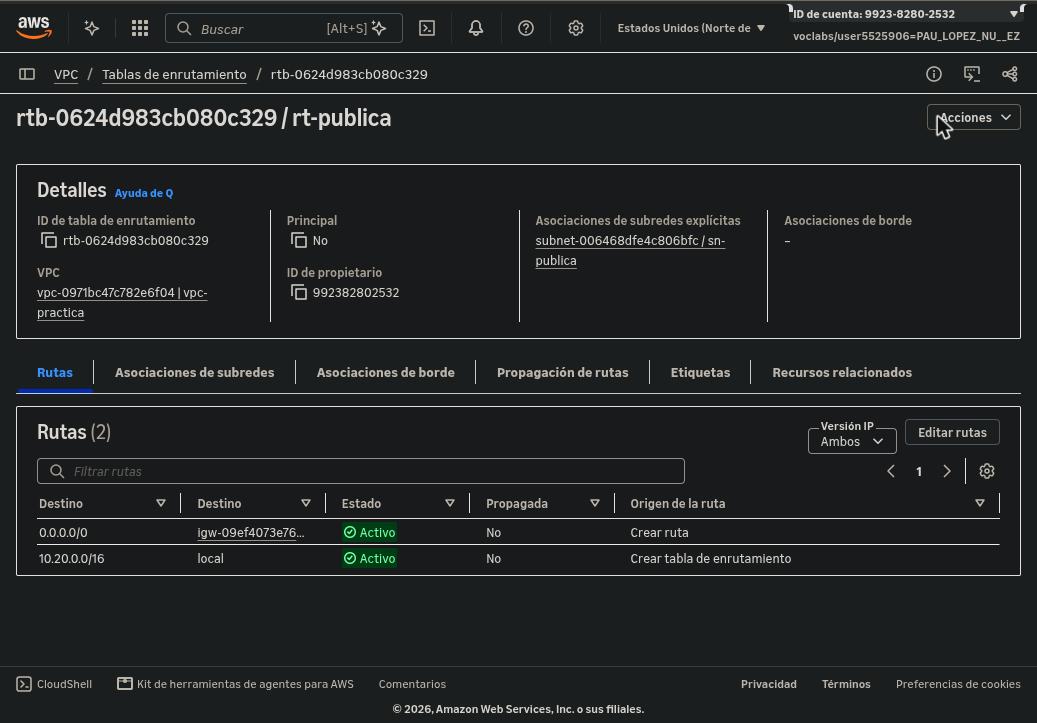 aws
Buscar
[Alt+S]
Estados Unidos (Norte de
ID de cuenta: 9923-8280-2532
voclabs/user5525906=PAU_LOPEZ_NU__EZ
VPC / Tablas de enrutamiento / rtb-0624d983cb080c329
rtb-0624d983cb080c329 / rt-publica
Acciones
Detalles
Ayuda de Q
ID de tabla de enrutamiento
rtb-0624d983cb080c329
Principal
No
Asociaciones de subredes explícitas
subnet-006468dfe4c806bfc / sn-
publica
Asociaciones de borde
–
VPC
vpc-0971bc47c782e6f04 | vpc-
practica
ID de propietario
992382802532
Rutas
Asociaciones de subredes
Asociaciones de borde
Propagación de rutas
Etiquetas
Recursos relacionados
Rutas (2)
Versión IP
Ambos
Editar rutas
Filtrar rutas
1
Destino Destino Estado Propagada Origen de la ruta
0.0.0.0/0 igw-09ef4073e76... Activo No Crear ruta
10.20.0.0/16 local Activo No Crear tabla de enrutamiento
CloudShell
Kit de herramientas de agentes para AWS
Comentarios
Privacidad
Términos
Preferencias de cookies
© 2026, Amazon Web Services, Inc. o sus filiales.